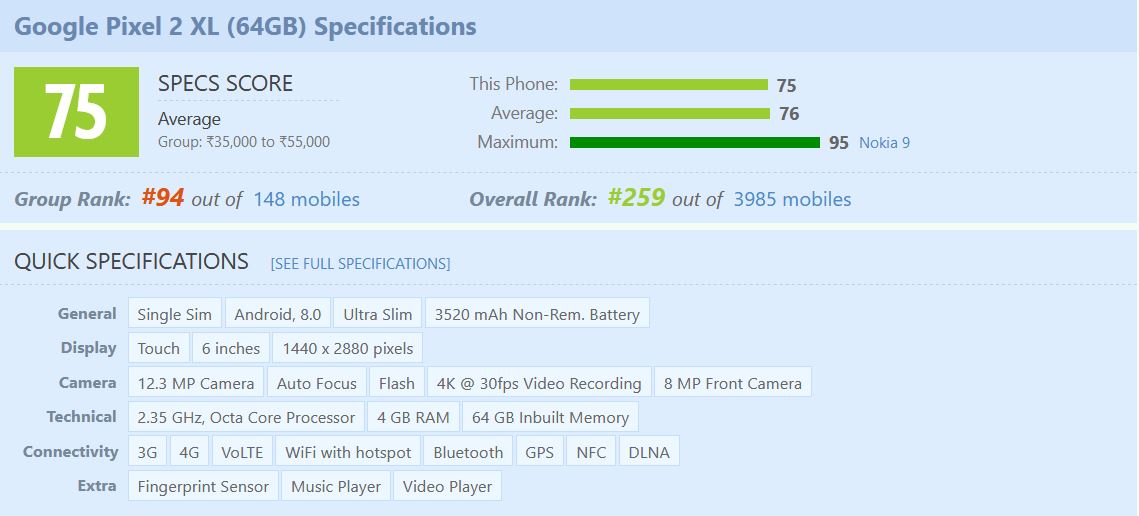 Google Pixel 2 XL (64GB) Specifications
75
SPECS SCORE
Average
Group: ₹35,000 to ₹55,000
This Phone: 75
Average: 76
Maximum: 95 Nokia 9
Group Rank: #94 out of 148 mobiles
Overall Rank: #259 out of 3985 mobiles
QUICK SPECIFICATIONS [SEE FULL SPECIFICATIONS]
General Single Sim Android, 8.0 Ultra Slim 3520 mAh Non-Rem. Battery
Display Touch 6 inches 1440 x 2880 pixels
Camera 12.3 MP Camera Auto Focus Flash 4K @ 30fps Video Recording 8 MP Front Camera
Technical 2.35 GHz, Octa Core Processor 4 GB RAM 64 GB Inbuilt Memory
Connectivity 3G 4G VoLTE WiFi with hotspot Bluetooth GPS NFC DLNA
Extra Fingerprint Sensor Music Player Video Player